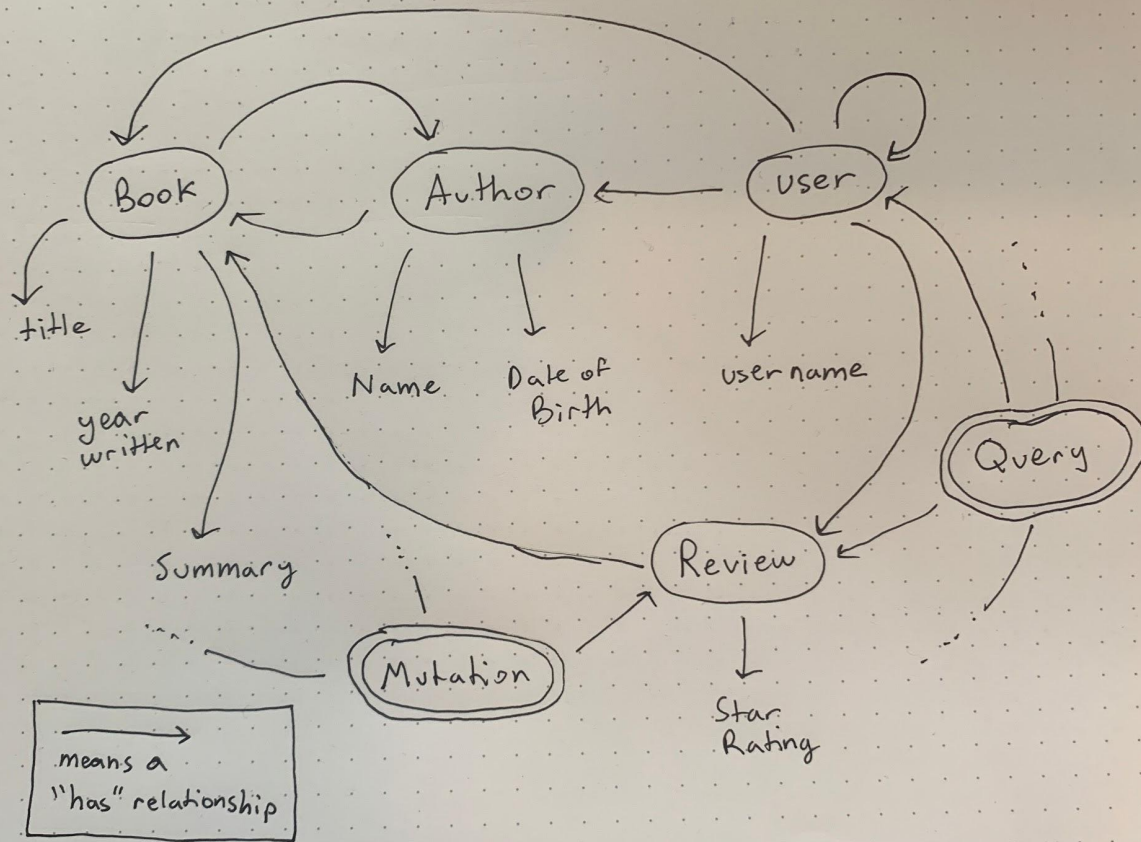 Book
Author
user
title
year
written
Summary
Name
Date of
Birth
username
Query
Review
Mutation
Star
Rating
means a
"has" relationship